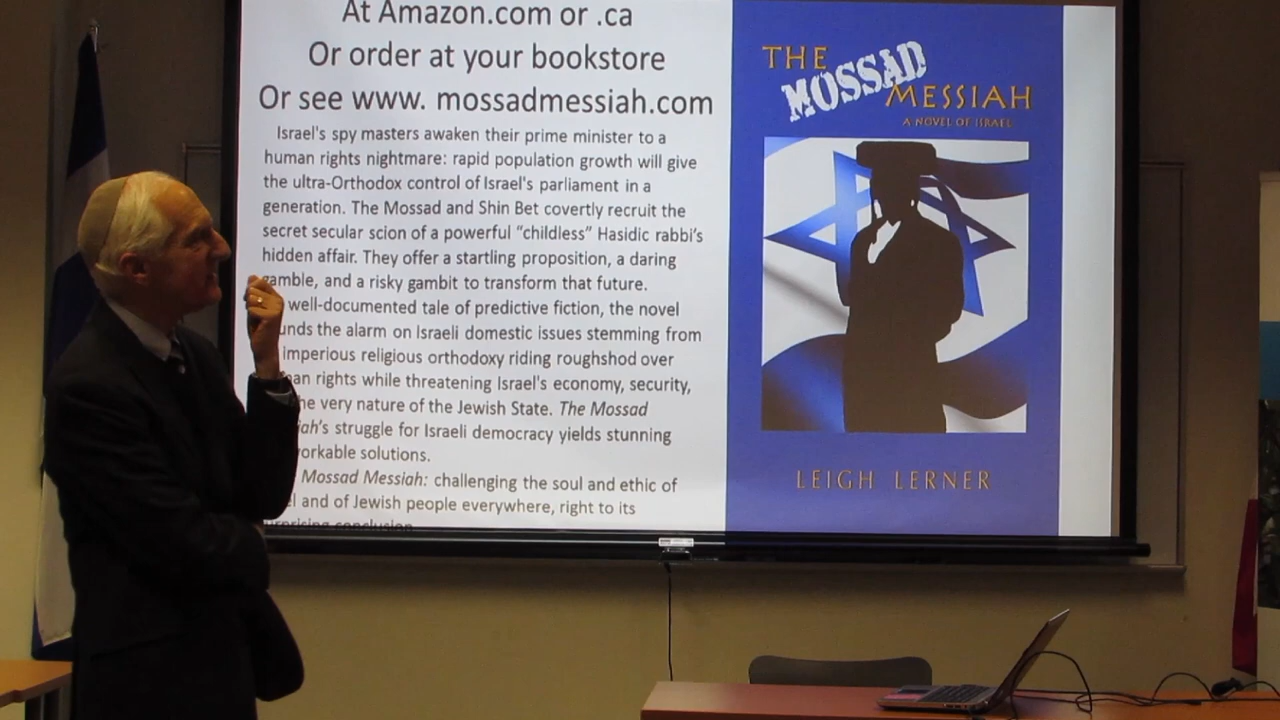 At Amazon.com or .ca
Or order at your bookstore
Or see www. mossadmessiah.com
Israel's spy masters awaken their prime minister to a
human rights nightmare: rapid population growth will give
the ultra-Orthodox control of Israel's parliament in a
generation. The Mossad and Shin Bet covertly recruit the
secret secular scion of a powerful “childless” Hasidic rabbi's
hidden affair. They offer a startling proposition, a daring
gamble, and a risky gambit to transform that future.
well-documented tale of predictive fiction, the novel
unds the alarm on Israeli domestic issues stemming from
imperious religious orthodoxy riding roughshod over
an rights while threatening Israel's economy, security,
he very nature of the Jewish State. The Mossad
iah's struggle for Israeli democracy yields stunning
orkable solutions.
Mossad Messiah: challenging the soul and ethic of
el and of Jewish people everywhere, right to its
THE
MOSSAD
MESSIAH
A NOVEL OF ISRAEL
LEIGH LERNER